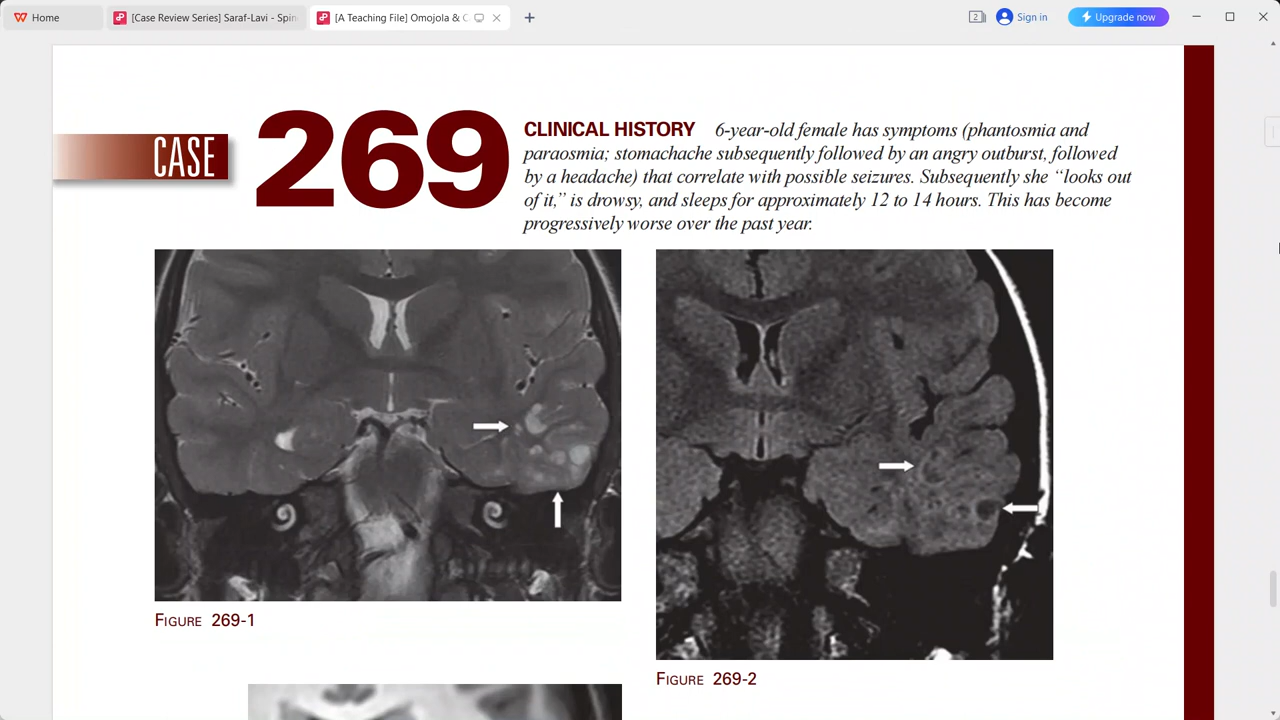 Home
[Case Review Series] Saraf-Lavi - Spin
[A Teaching File] Omojola &
2
Sign in
Upgrade now
CASE
269
CLINICAL HISTORY 6-year-old female has symptoms (phantosmia and
paraosmia; stomachache subsequently followed by an angry outburst, followed
by a headache) that correlate with possible seizures. Subsequently she “looks out
of it,” is drowsy, and sleeps for approximately 12 to 14 hours. This has become
progressively worse over the past year.
FIGURE 269-1
FIGURE 269-2